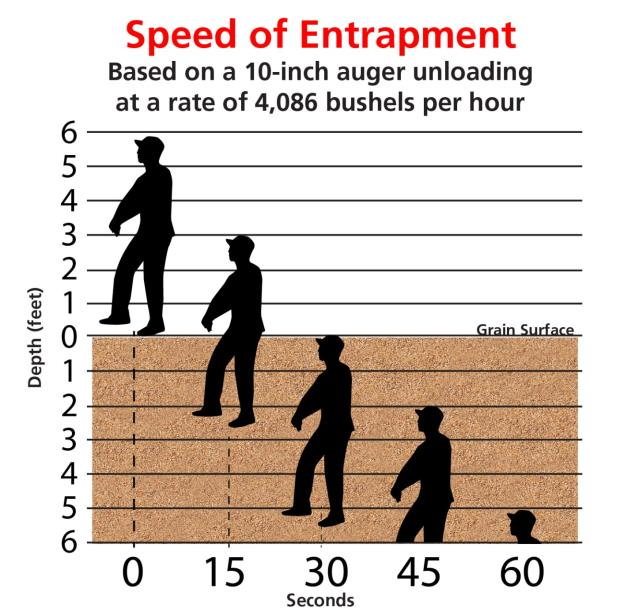 Speed of Entrapment
Based on a 10-inch auger unloading
at a rate of 4,086 bushels per hour
6
5
4
3
2
1
0
1
2
3
4
5
6
Depth (feet)
Grain Surface
0 15 30 45 60
Seconds